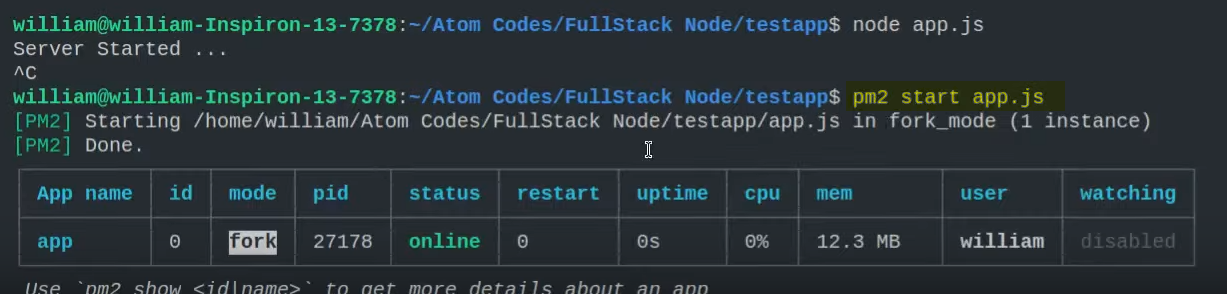 william@william-Inspiron-13-7378:~/Atom Codes/FullStack Node/testapp$ node app.js
Server Started ...
^C
william@william-Inspiron-13-7378:~/Atom Codes/FullStack Node/testapp$ pm2 start app.js
[PM2] Starting /home/william/Atom Codes/FullStack Node/testapp/app.js in fork_mode (1 instance)
[PM2] Done.
App name id mode pid status restart uptime cpu mem user watching
app 0 fork 27178 online 0 0s 0% 12.3 MB william disabled
Use `pm2 show <id|name>` to get more details about an app